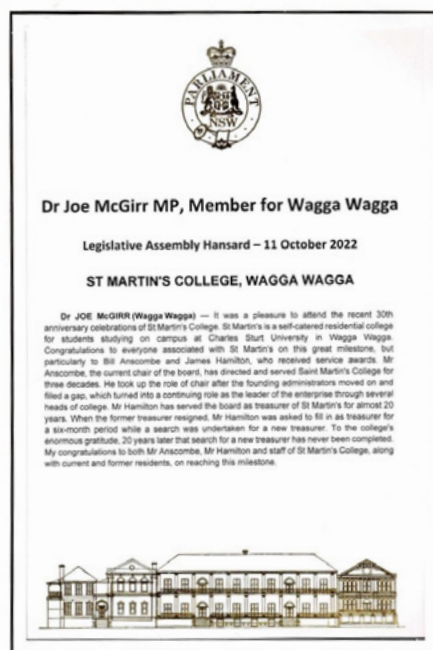 PARLIAMENT
NSW
Dr Joe McGirr MP, Member for Wagga Wagga
Legislative Assembly Hansard – 11 October 2022
ST MARTIN'S COLLEGE, WAGGA WAGGA
Dr JOE McGIRR (Wagga Wagga) — It was a pleasure to attend the recent 30th
anniversary celebrations of St Martin's College. St Martin's is a self-catered residential college
for students studying on campus at Charles Sturt University in Wagga Wagga.
Congratulations to everyone associated with St Martin's on this great milestone, but
particularly to Bill Anscombe and James Hamilton, who received service awards. Mr
Anscombe, the current chair of the board, has directed and served Saint Martin's College for
three decades. He took up the role of chair after the founding administrators moved on and
filled a gap, which turned into a continuing role as the leader of the enterprise through several
heads of college. Mr Hamilton has served the board as treasurer of St Martin's for almost 20
years. When the former treasurer resigned, Mr Hamilton was asked to fill in as treasurer for
a six-month period while a search was undertaken for a new treasurer. To the college's
enormous gratitude, 20 years later that search for a new treasurer has never been completed.
My congratulations to both Mr Anscombe, Mr Hamilton and staff of St Martin's College, along
with current and former residents, on reaching this milestone.